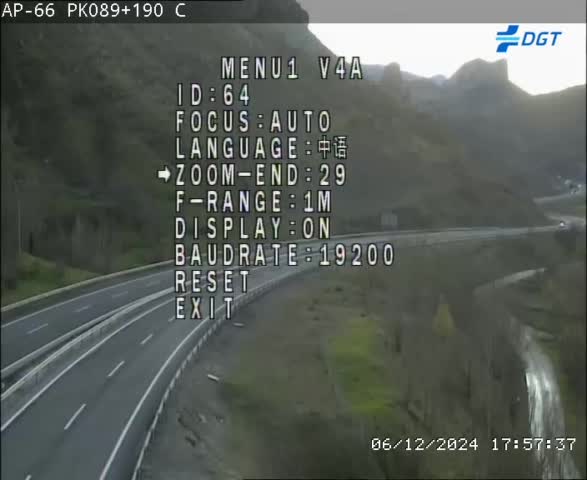 AP-66 PK089+190 C
DGT
MENU1 V4A
ID:64
FOCUS:AUTO
LANGUAGE:中语
ZOOM-END:29
F-RANGE:1M
DISPLAY:ON
BAUDRATE:19200
RESET
EXIT
06/12/2024 17:57:37